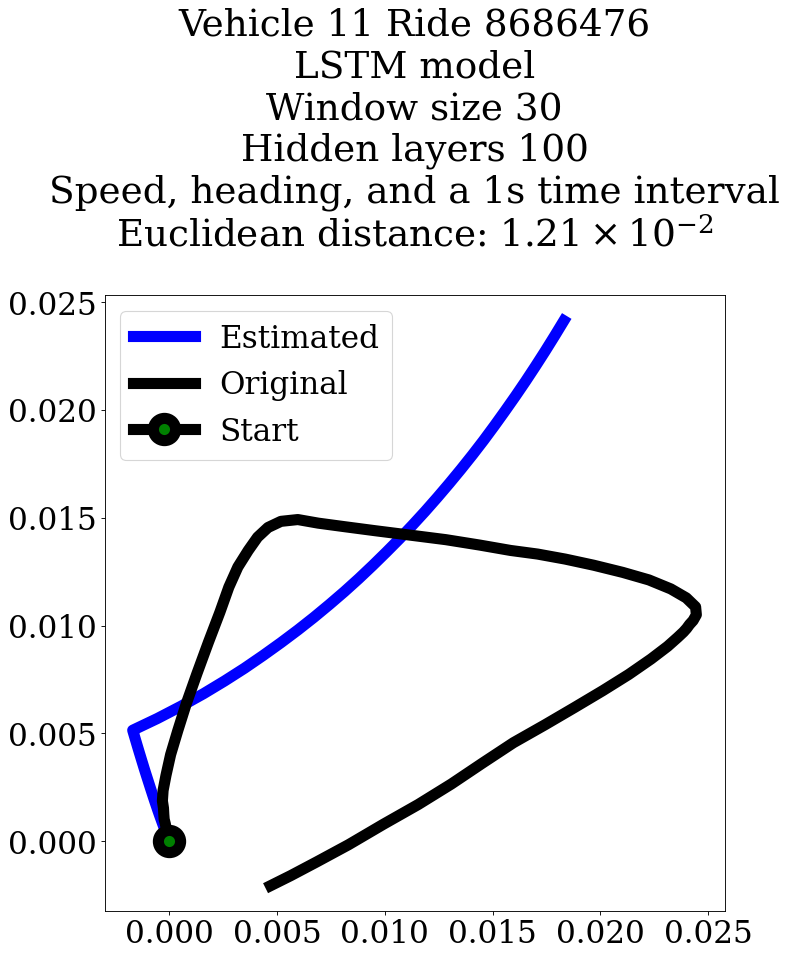 Vehicle 11 Ride 8686476
LSTM model
Window size 30
Hidden layers 100
Speed, heading, and a 1s time interval
Euclidean distance: 1.21 × 10⁻²
0.025
Estimated
Original
Start
0.020
0.015
0.010
0.005
0.000
0.000 0.005 0.010 0.015 0.020 0.025